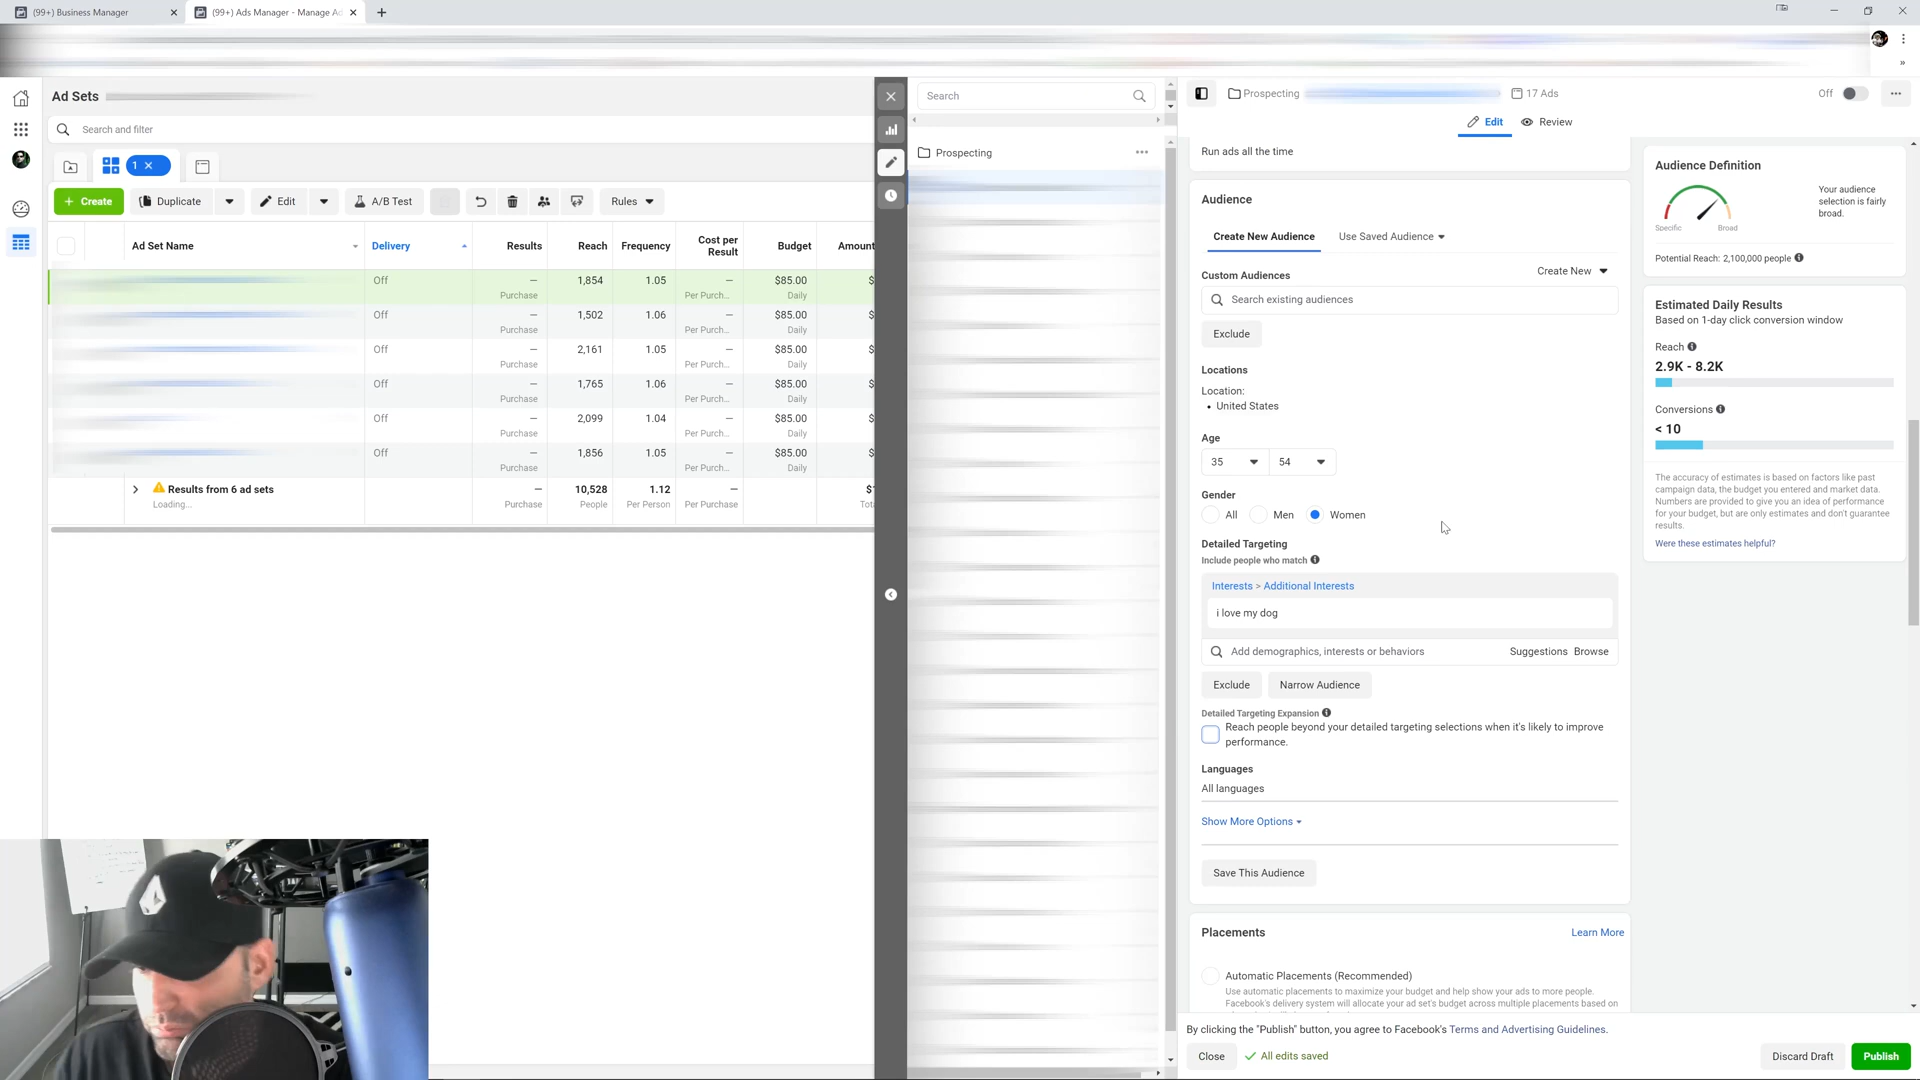 (99+) Business Manager
(99+) Ads Manager - Manage Ad
Ad Sets
Search and filter
1
Create
Duplicate
Edit
A/B Test
Rules
Ad Set Name
Delivery
Results
Reach
Frequency
Cost per
Result
Budget
Amount
Off
—
1,854
1.05
—
$85.00
$
Purchase
Per Purch...
Daily
Off
—
1,502
1.06
—
$85.00
$
Purchase
Per Purch...
Daily
Off
—
2,161
1.05
—
$85.00
$
Purchase
Per Purch...
Daily
Off
—
1,765
1.06
—
$85.00
$
Purchase
Per Purch...
Daily
Off
—
2,099
1.04
—
$85.00
$
Purchase
Per Purch...
Daily
Off
—
1,856
1.05
—
$85.00
$
Purchase
Per Purch...
Daily
Results from 6 ad sets
—
10,528
1.12
—
Loading...
Purchase
People
Per Person
Per Purchase
Search
Prospecting
Prospecting
17 Ads
Off
Edit
Review
Run ads all the time
Audience
Create New Audience
Use Saved Audience
Custom Audiences
Create New
Search existing audiences
Exclude
Locations
Location:
• United States
Age
35
54
Gender
All
Men
Women
Detailed Targeting
Include people who match
Interests > Additional Interests
i love my dog
Add demographics, interests or behaviors
Suggestions
Browse
Exclude
Narrow Audience
Detailed Targeting Expansion
Reach people beyond your detailed targeting selections when it's likely to improve
performance.
Languages
All languages
Show More Options
Save This Audience
Placements
Learn More
Automatic Placements (Recommended)
Use automatic placements to maximize your budget and help show your ads to more people.
Facebook's delivery system will allocate your ad set's budget across multiple placements based on
By clicking the "Publish" button, you agree to Facebook's Terms and Advertising Guidelines.
Close
All edits saved
Discard Draft
Publish
Audience Definition
Your audience
selection is fairly
broad.
Specific
Broad
Potential Reach: 2,100,000 people
Estimated Daily Results
Based on 1-day click conversion window
Reach
2.9K - 8.2K
Conversions
< 10
The accuracy of estimates is based on factors like past
campaign data, the budget you entered and market data.
Numbers are provided to give you an idea of performance
for your budget, but are only estimates and don't guarantee
results.
Were these estimates helpful?